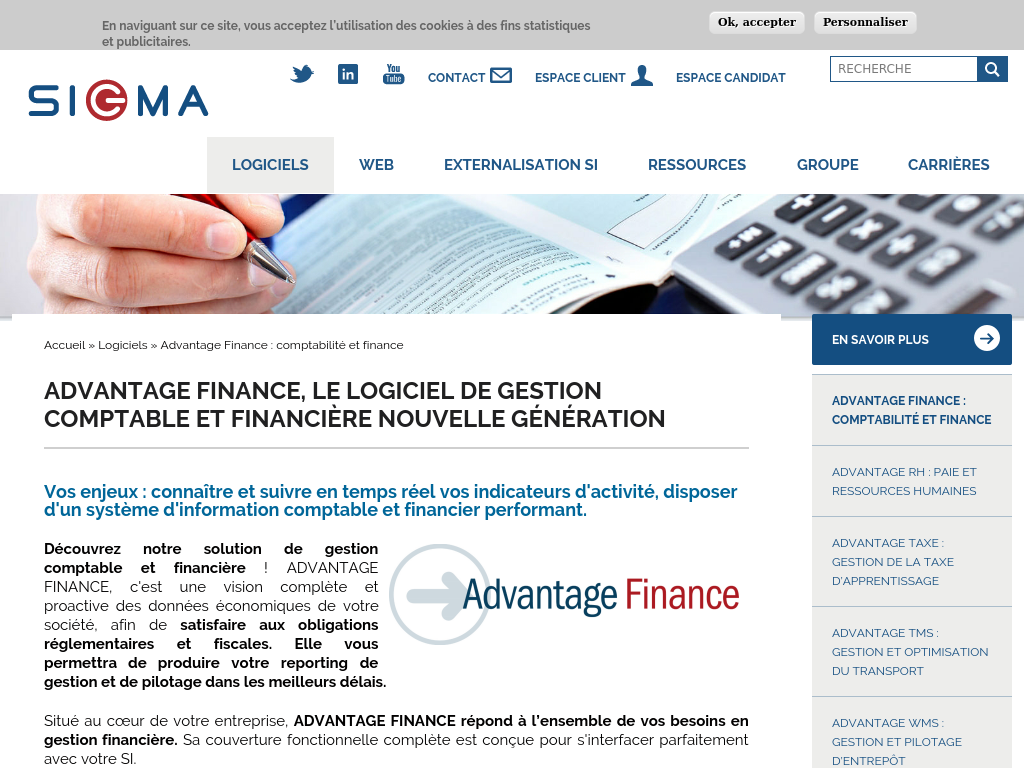 En naviguant sur ce site, vous acceptez l'utilisation des cookies à des fins statistiques
et publicitaires.
Ok, accepter
Personnaliser
SIGMA
in
You
Tube
CONTACT
ESPACE CLIENT
ESPACE CANDIDAT
RECHERCHE
LOGICIELS
WEB
EXTERNALISATION SI
RESSOURCES
GROUPE
CARRIÈRES
Accueil » Logiciels » Advantage Finance : comptabilité et finance
ADVANTAGE FINANCE, LE LOGICIEL DE GESTION
COMPTABLE ET FINANCIÈRE NOUVELLE GÉNÉRATION
Vos enjeux : connaître et suivre en temps réel vos indicateurs d'activité, disposer
d'un système d'information comptable et financier performant.
Découvrez notre solution de gestion
comptable et financière ! ADVANTAGE
FINANCE, c'est une vision complète et
proactive des données économiques de votre
société, afin de satisfaire aux obligations
réglementaires et fiscales. Elle vous
permettra de produire votre reporting de
gestion et de pilotage dans les meilleurs délais.
Advantage Finance
Situé au cœur de votre entreprise, ADVANTAGE FINANCE répond à l'ensemble de vos besoins en
gestion financière. Sa couverture fonctionnelle complète est conçue pour s'interfacer parfaitement
avec votre SI.
EN SAVOIR PLUS
ADVANTAGE FINANCE :
COMPTABILITÉ ET FINANCE
ADVANTAGE RH : PAIE ET
RESSOURCES HUMAINES
ADVANTAGE TAXE :
GESTION DE LA TAXE
D'APPRENTISSAGE
ADVANTAGE TMS :
GESTION ET OPTIMISATION
DU TRANSPORT
ADVANTAGE WMS :
GESTION ET PILOTAGE
D'ENTREPÔT